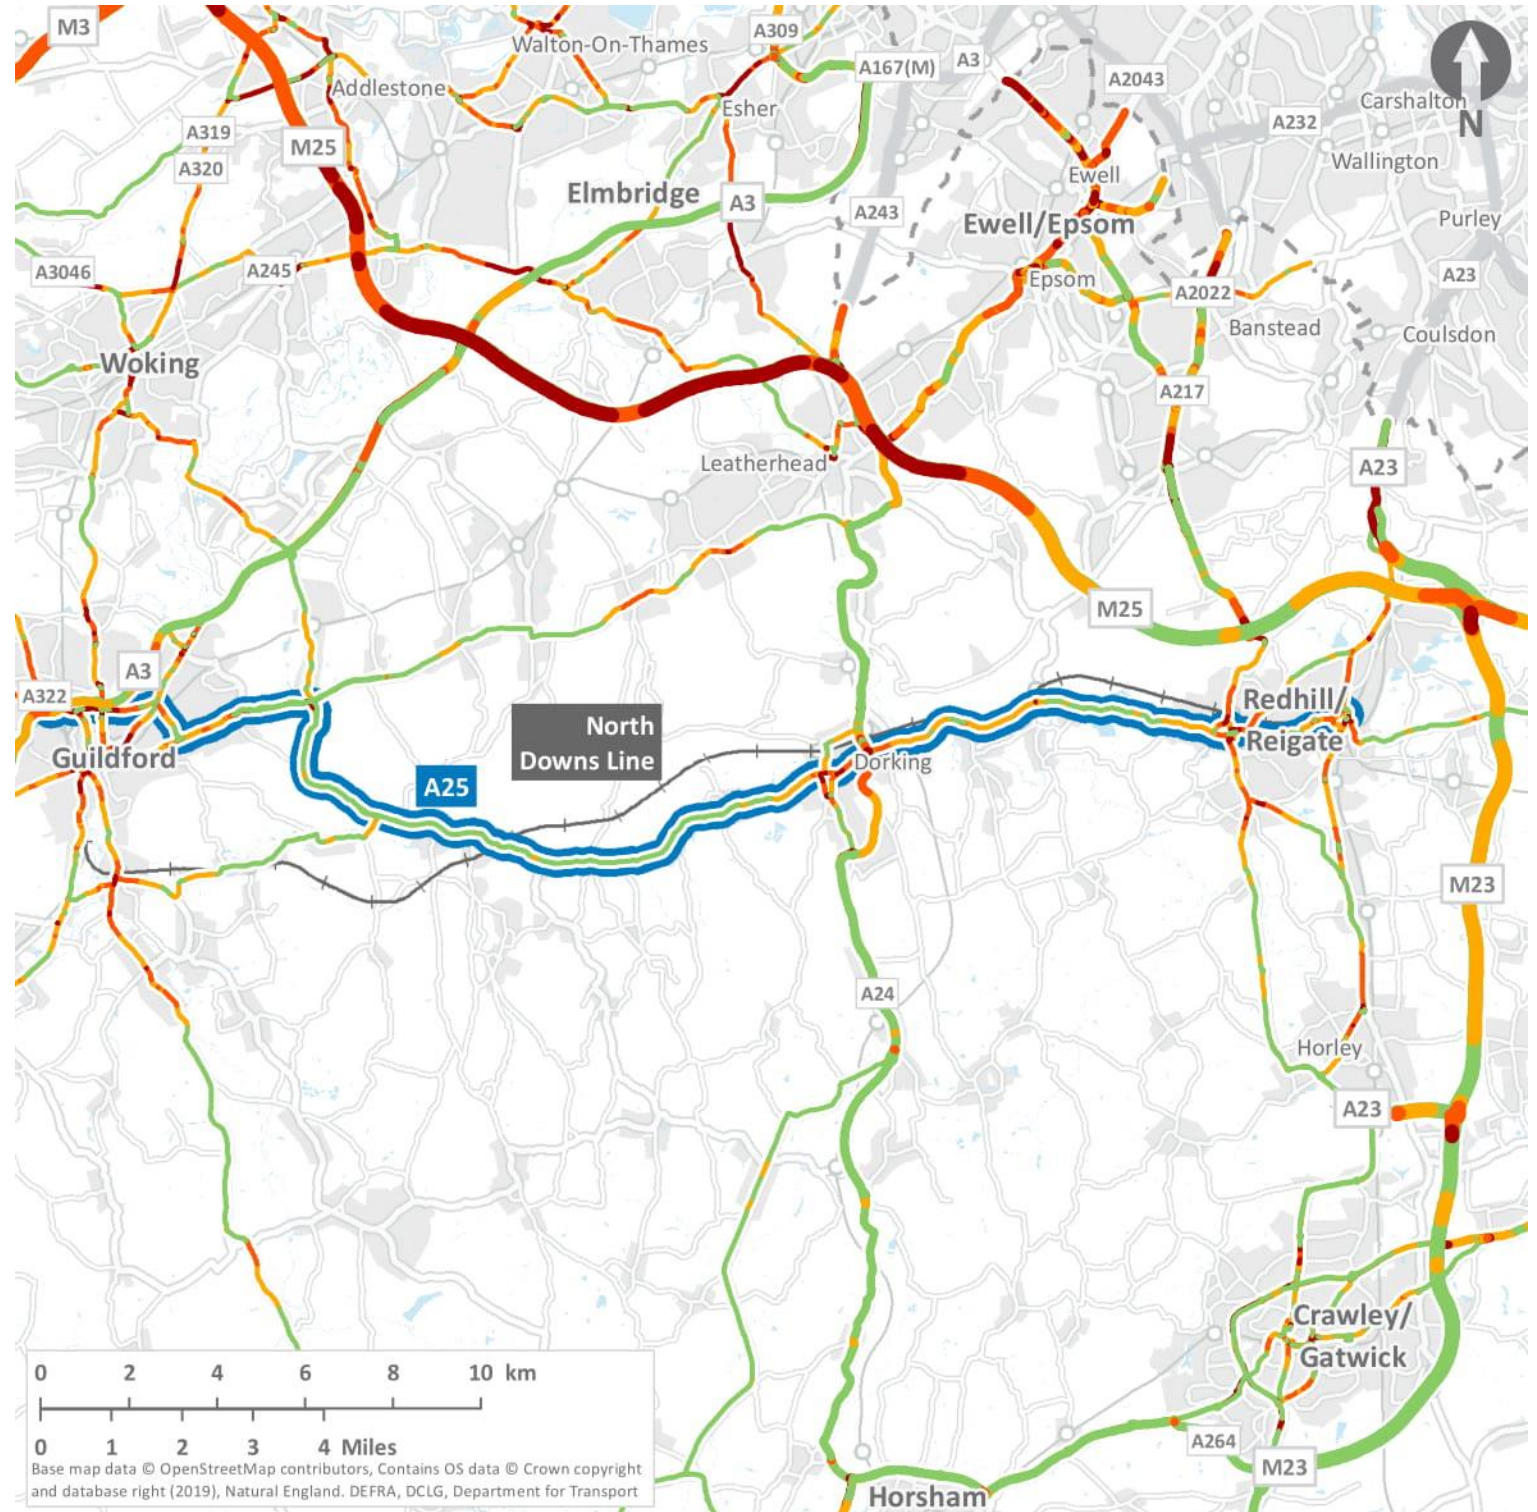 M3
Walton-On-Thames
A309
A167(M)
A3
A2043
Carshalton
N
Addlestone
Esher
A319
M25
A232
A320
Ewell
Wallington
Elmbridge
A3
A243
Ewell/Epsom
Purley
A3046
A245
Epsom
A2022
A23
Banstead
Coulsdon
Woking
A217
Leatherhead
A23
M25
A3
A322
Guildford
North
Downs Line
A25
Dorking
Redhill/
Reigate
M23
A24
Horley
A23
Crawley/
Gatwick
A264
M23
Horsham
0 2 4 6 8 10 km
0 1 2 3 4 Miles
Base map data © OpenStreetMap contributors, Contains OS data © Crown copyright
and database right (2019), Natural England. DEFRA, DCLG, Department for Transport